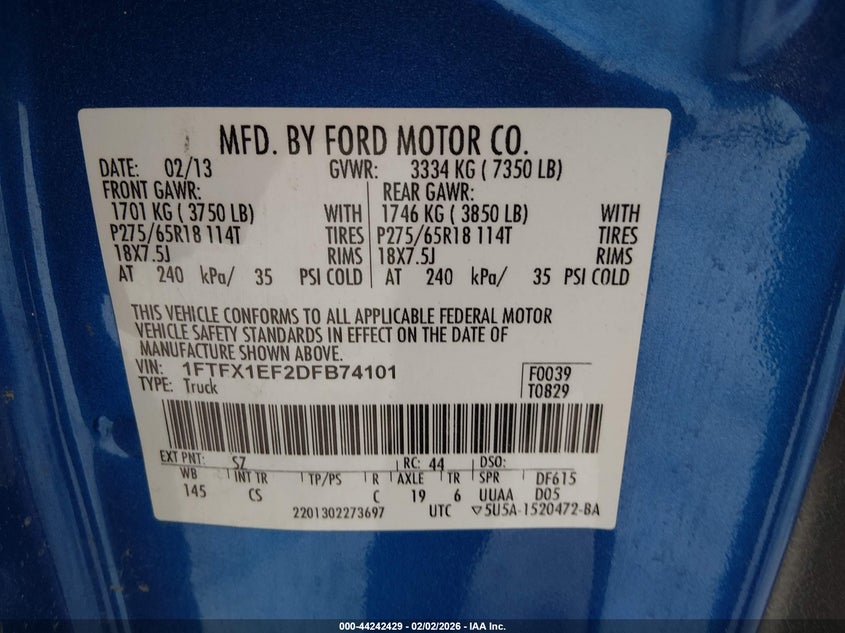 MFD. BY FORD MOTOR CO.
DATE: 02/13 GVWR: 3334 KG ( 7350 LB)
FRONT GAWR: REAR GAWR:
1701 KG ( 3750 LB) WITH 1746 KG ( 3850 LB) WITH
P275/65R18 114T TIRES P275/65R18 114T TIRES
18X7.5J RIMS 18X7.5J RIMS
AT 240 kPa/ 35 PSI COLD AT 240 kPa/ 35 PSI COLD
THIS VEHICLE CONFORMS TO ALL APPLICABLE FEDERAL MOTOR
VEHICLE SAFETY STANDARDS IN EFFECT ON THE DATE OF
MANUFACTURE SHOWN ABOVE.
VIN: 1FTFX1EF2DFB74101 F0039
TYPE: Truck T0829
EXT PNT: SZ RC: 44 DSO:
WB INT TR TP/PS R AXLE TR SPR DF615
145 CS C 19 6 UUAA D05
2201302273697 UTC ▽5U5A-1520472-BA
000-44242429 - 02/02/2026 - IAA Inc.